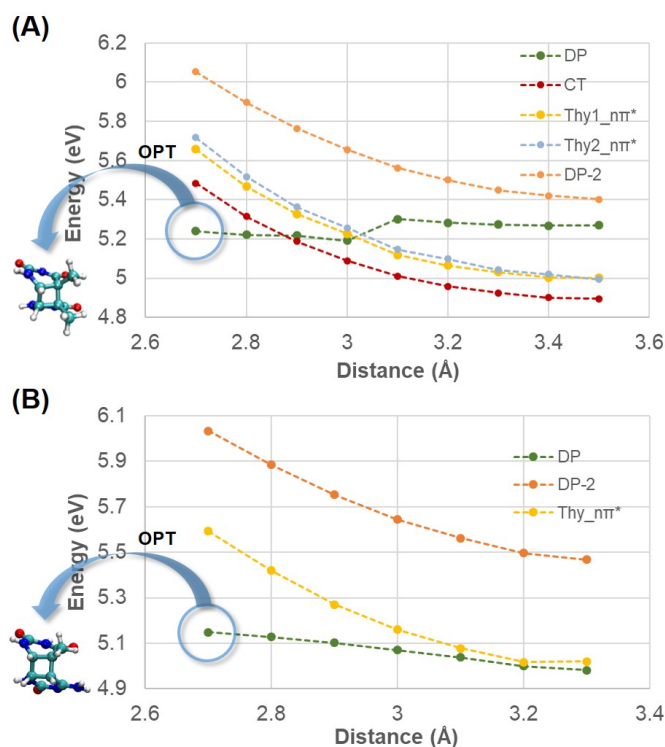 (A)
6.2
6
5.8
5.6
5.4
5.2
5
4.8
Energy (eV)
OPT
DP
CT
Thy1_nπ*
Thy2_nπ*
DP-2
2.6 2.8 3 3.2 3.4 3.6
Distance (Å)
(B)
6.1
5.9
5.7
5.5
5.3
5.1
4.9
Energy (eV)
OPT
DP
DP-2
Thy_nπ*
2.6 2.8 3 3.2 3.4
Distance (Å)